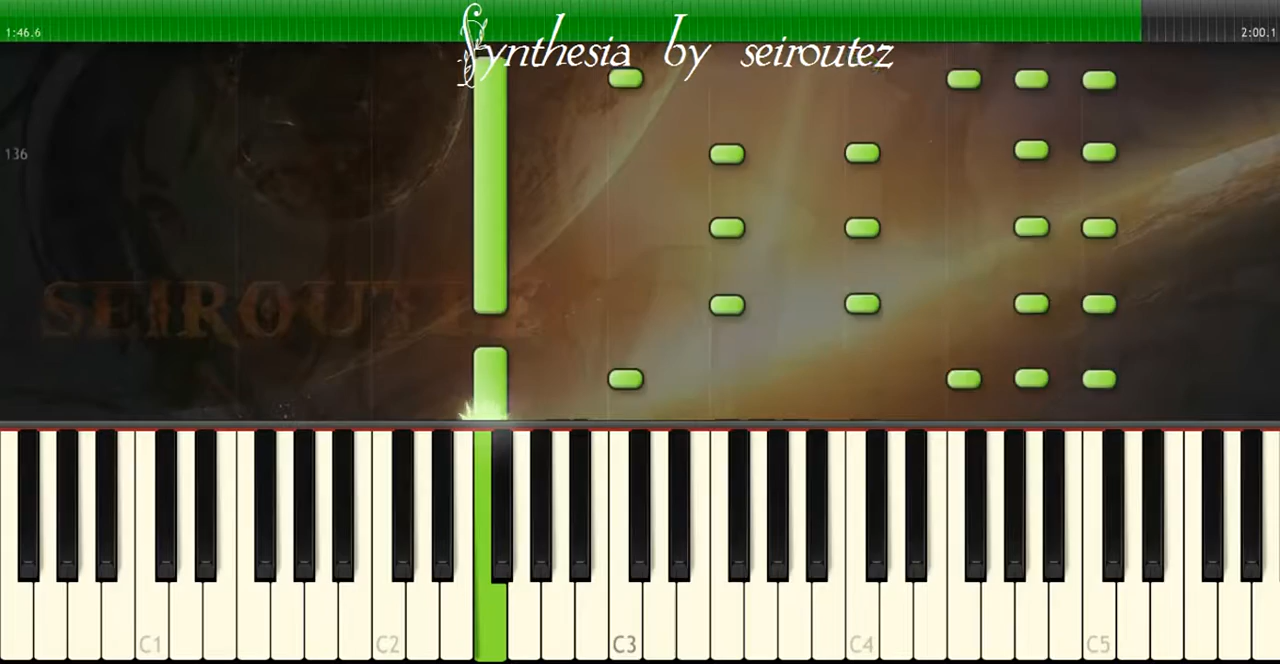 Synthesia by seiroutez
1:46.6
2:00.1
136
SEIROUTEZ
C1 C2 C3 C4 C5